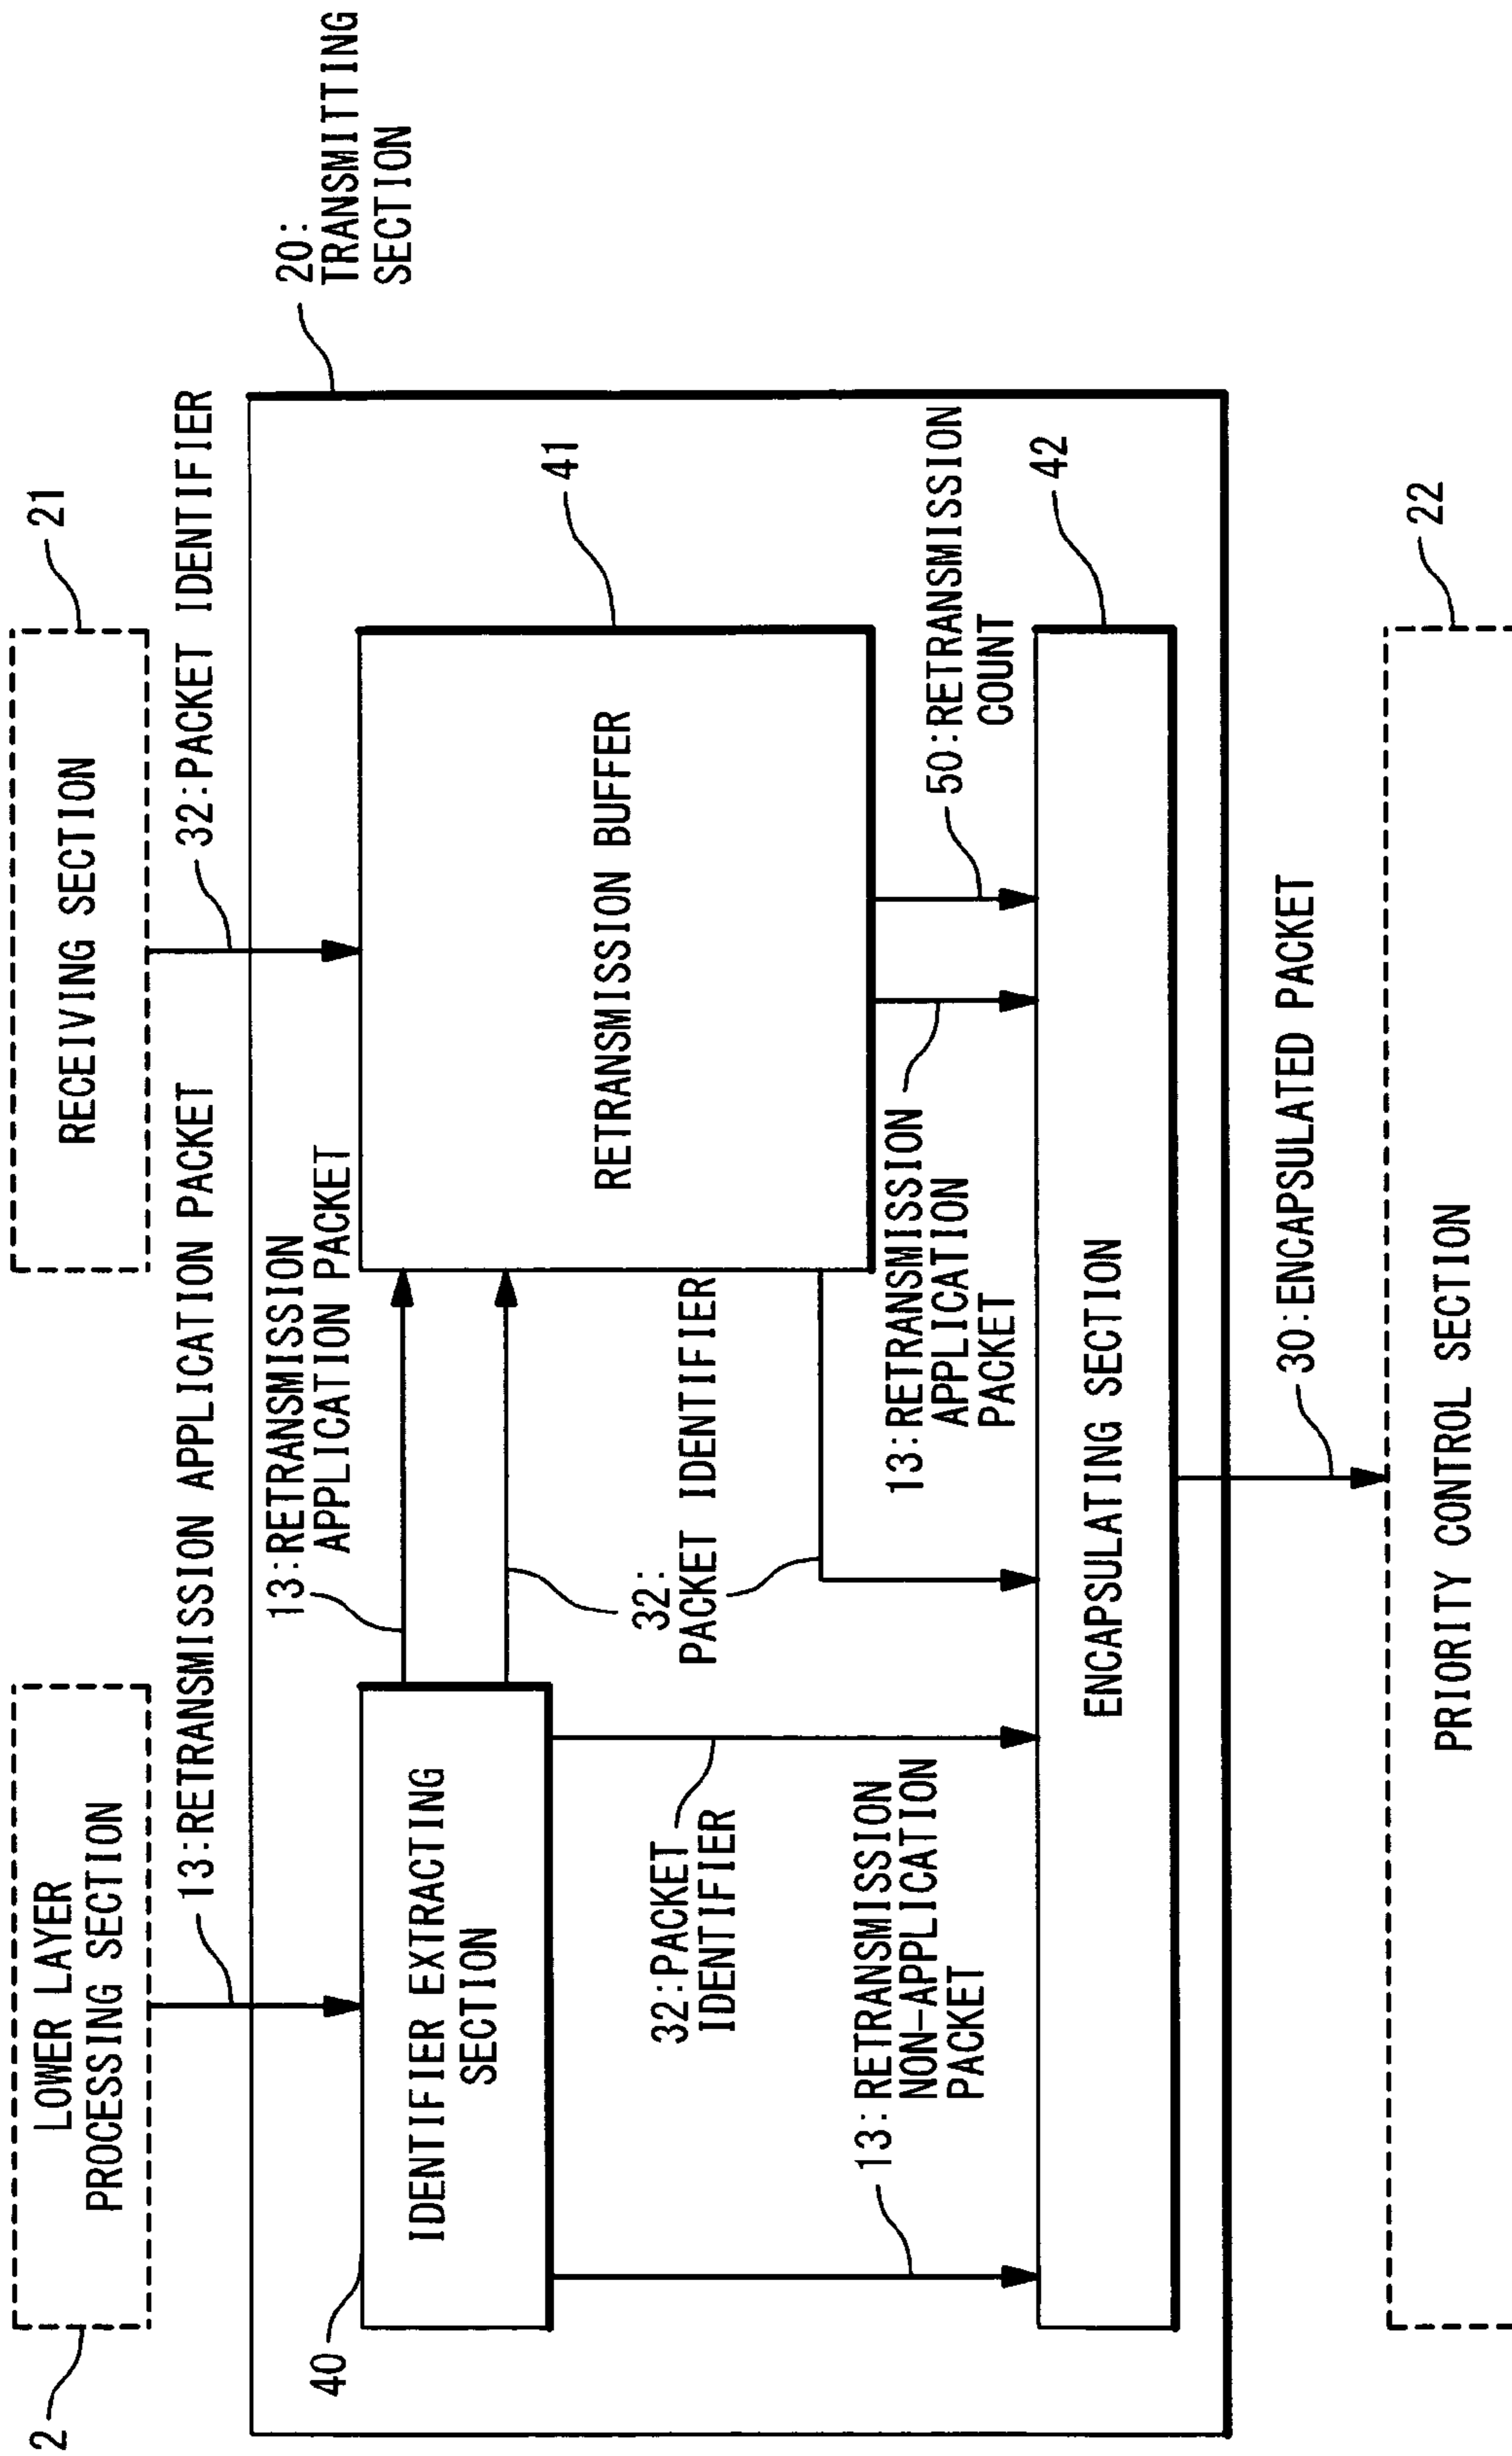 2
LOWER LAYER
PROCESSING SECTION
RECEIVING SECTION
21
13:RETRANSMISSION APPLICATION PACKET
32:PACKET IDENTIFIER
20:
TRANSMITTING
SECTION
40
IDENTIFIER EXTRACTING
SECTION
13:RETRANSMISSION
APPLICATION PACKET
RETRANSMISSION BUFFER
41
32:
PACKET IDENTIFIER
32:PACKET
IDENTIFIER
13:RETRANSMISSION
NON-APPLICATION
PACKET
13:RETRANSMISSION
APPLICATION
PACKET
50:RETRANSMISSION
COUNT
42
ENCAPSULATING SECTION
30:ENCAPSULATED PACKET
22
PRIORITY CONTROL SECTION